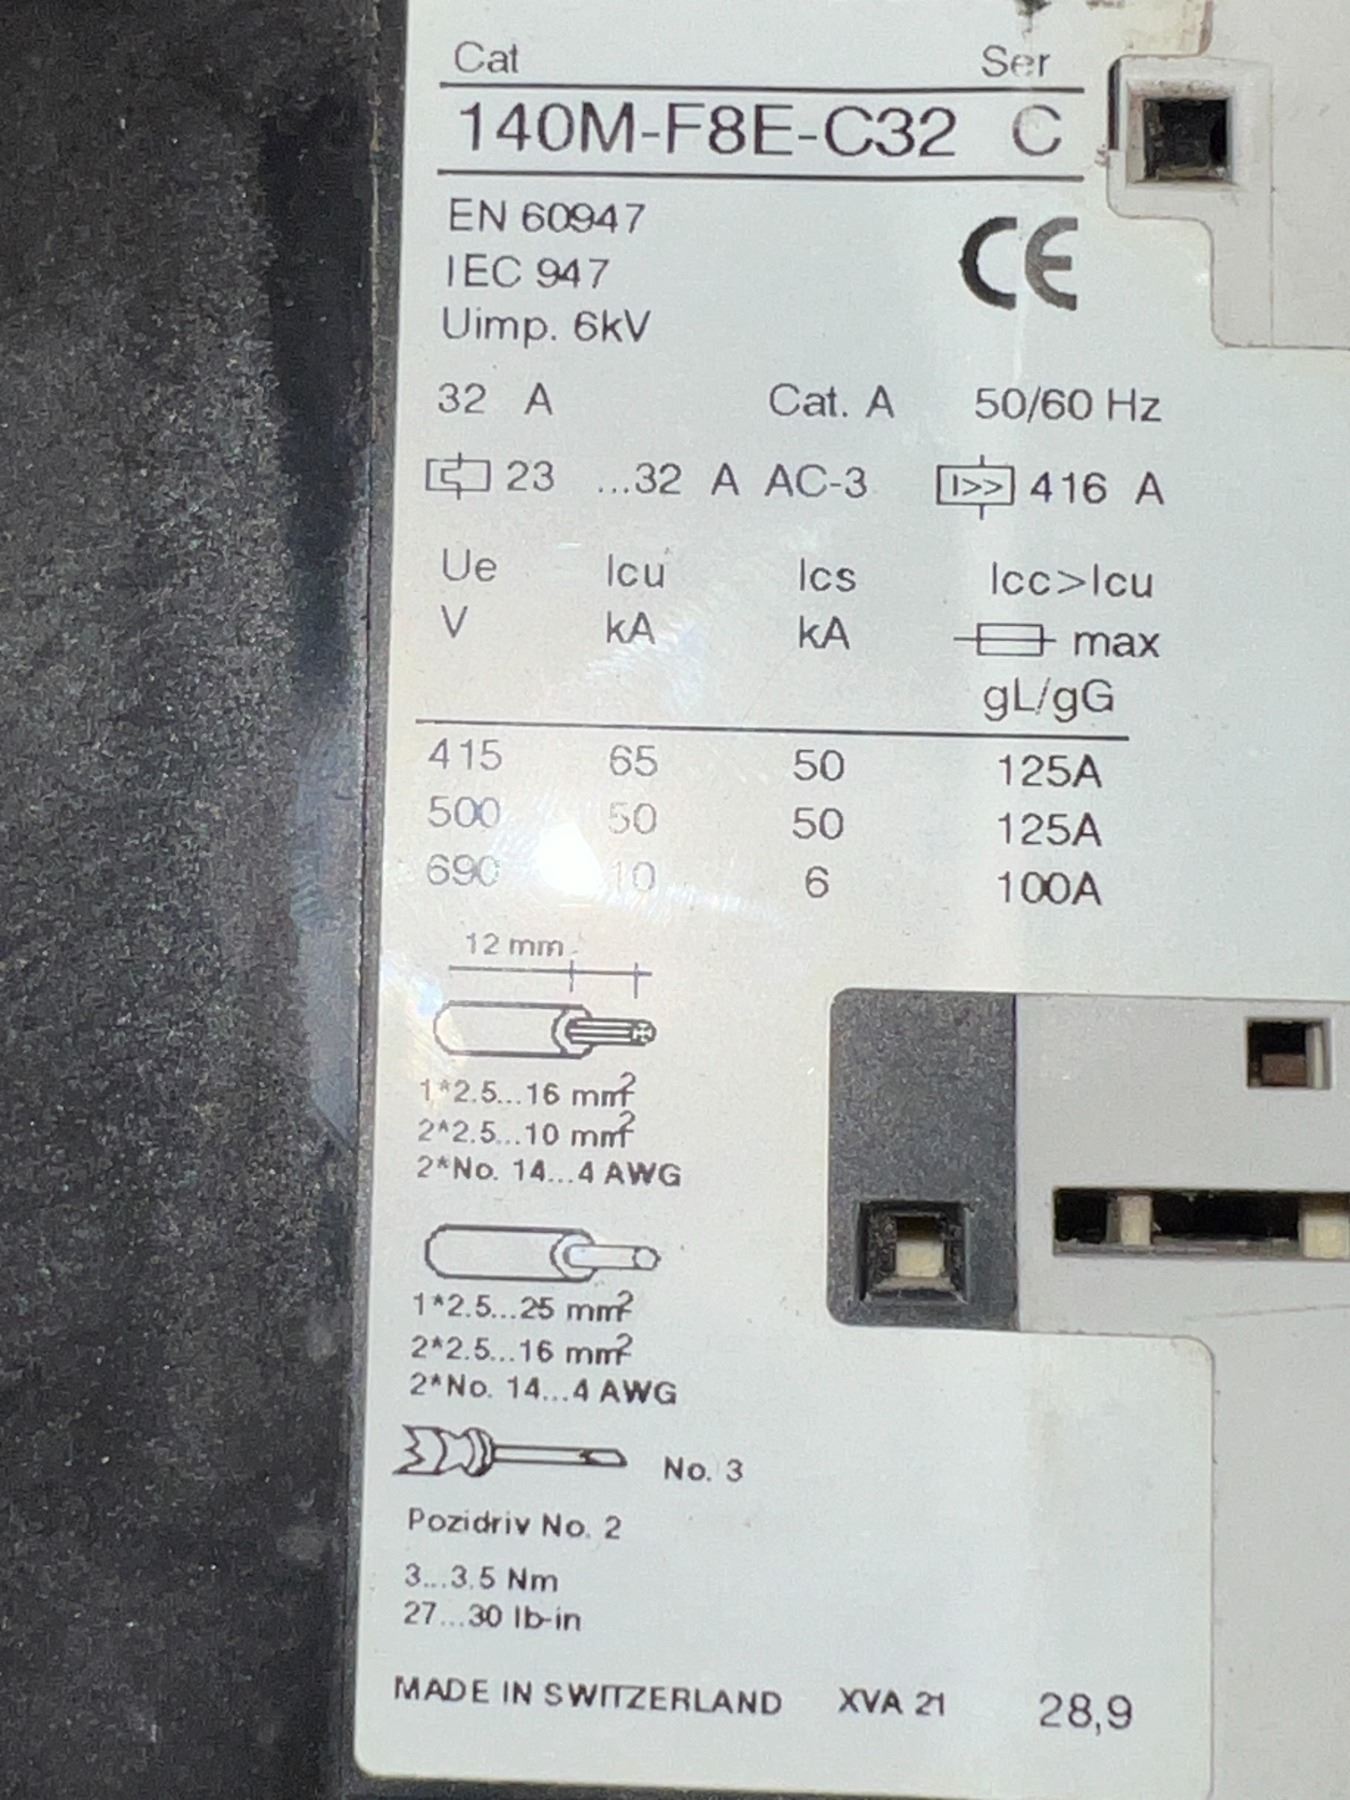 Cat Ser
140M-F8E-C32 C
EN 60947
IEC 947
Uimp. 6kV
CE
32 A Cat. A 50/60 Hz
23 ...32 A AC-3 I>> 416 A
Ue Icu Ics Icc>Icu
V kA kA max
gL/gG
415 65 50 125A
500 50 50 125A
690 10 6 100A
12 mm
1*2.5...16 mm²
2*2.5...10 mm²
2*No. 14...4 AWG
1*2.5...25 mm²
2*2.5...16 mm²
2*No. 14...4 AWG
No. 3
Pozidriv No. 2
3...3.5 Nm
27...30 lb-in
MADE IN SWITZERLAND XVA 21 28,9